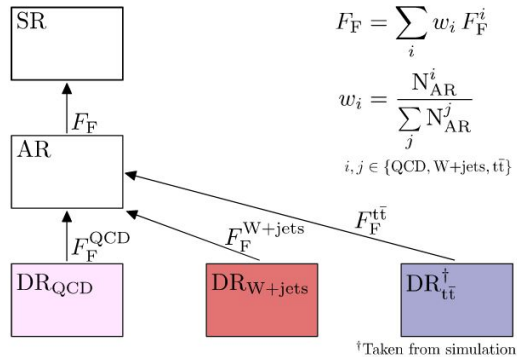 SR
F_F = ∑_i w_i F_F^i
w_i = N_AR^i / ∑_j N_AR^j
i, j ∈ {QCD, W+jets, tt̄}
F_F
AR
F_F^QCD
F_F^W+jets
F_F^tt̄
DR_QCD
DR_W+jets
DR_tt̄^†
†Taken from simulation